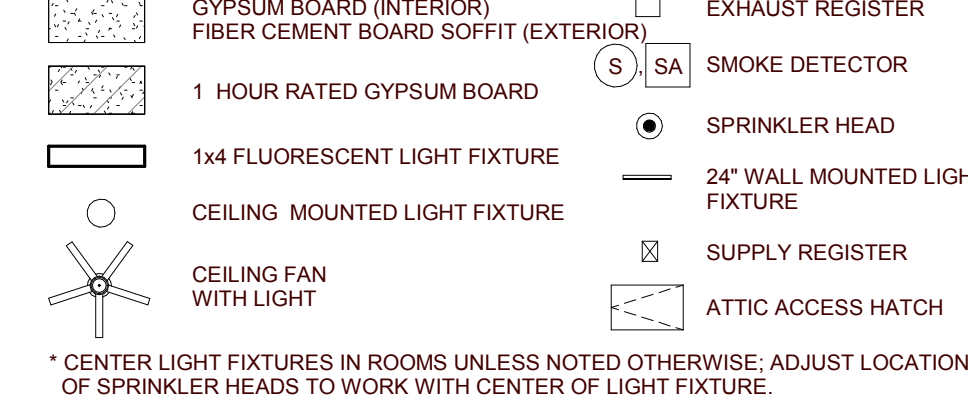 GYPSUM BOARD (INTERIOR)
FIBER CEMENT BOARD SOFFIT (EXTERIOR)
1 HOUR RATED GYPSUM BOARD
1x4 FLUORESCENT LIGHT FIXTURE
CEILING MOUNTED LIGHT FIXTURE
CEILING FAN
WITH LIGHT
EXHAUST REGISTER
S, SA SMOKE DETECTOR
SPRINKLER HEAD
24" WALL MOUNTED LIGH
FIXTURE
SUPPLY REGISTER
ATTIC ACCESS HATCH
* CENTER LIGHT FIXTURES IN ROOMS UNLESS NOTED OTHERWISE; ADJUST LOCATION
OF SPRINKLER HEADS TO WORK WITH CENTER OF LIGHT FIXTURE.